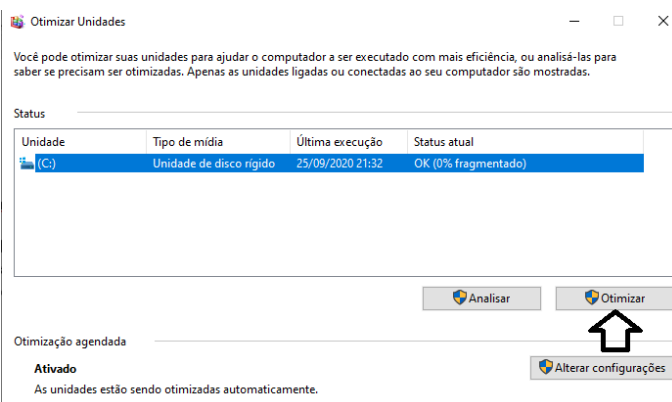 Otimizar Unidades
Você pode otimizar suas unidades para ajudar o computador a ser executado com mais eficiência, ou analisá-las para
saber se precisam ser otimizadas. Apenas as unidades ligadas ou conectadas ao seu computador são mostradas.
Status
Unidade Tipo de mídia Última execução Status atual
(C:) Unidade de disco rígido 25/09/2020 21:32 OK (0% fragmentado)
Analisar Otimizar
Otimização agendada
Ativado Alterar configurações
As unidades estão sendo otimizadas automaticamente.